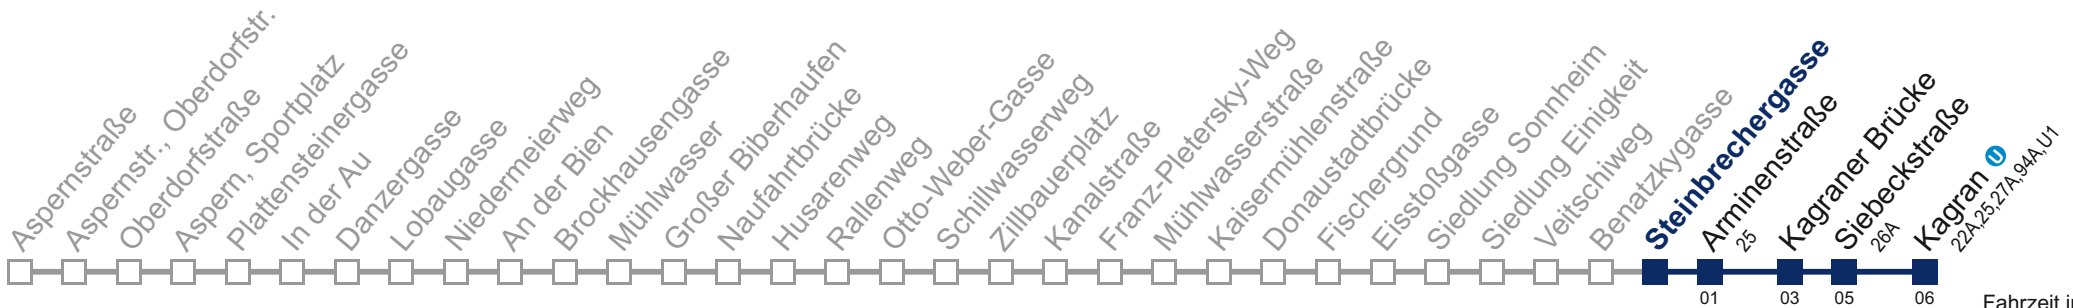 Aspernstraße
Aspernstr., Oberdorfstr.
Oberdorfstraße
Aspern, Sportplatz
Plattensteinergasse
In der Au
Danzergasse
Lobaugasse
Niedermeierweg
An der Bien
Brockhausengasse
Mühlwasser
Großer Biberhaufen
Naufahrtbrücke
Husarenweg
Rallenweg
Otto-Weber-Gasse
Schillwasserweg
Zillbauerplatz
Kanalstraße
Franz-Pletersky-Weg
Mühlwasserstraße
Kaisermühlenstraße
Donaustadtbrücke
Fischergrund
Eisstoßgasse
Siedlung Sonnheim
Siedlung Einigkeit
Veitschiweg
Benatzkygasse
Steinbrechergasse
Arminenstraße
25
Kagraner Brücke
Siebeckstraße
26A
Kagran U
22A,25,27A,94A,U1
01 03 05 06
Fahrzeit